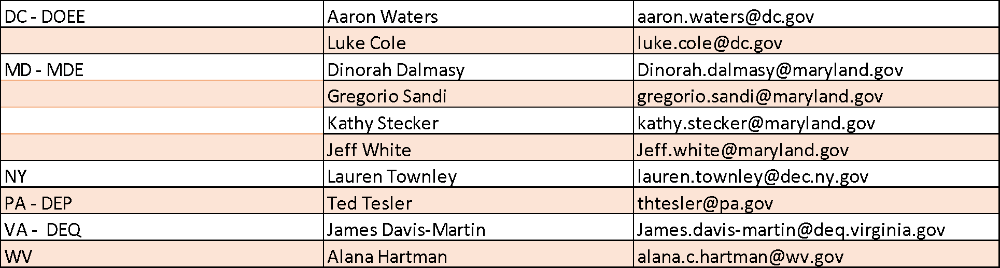 DC - DOEE Aaron Waters aaron.waters@dc.gov
Luke Cole luke.cole@dc.gov
MD - MDE Dinorah Dalmasy Dinorah.dalmasy@maryland.gov
Gregorio Sandi gregorio.sandi@maryland.gov
Kathy Stecker kathy.stecker@maryland.gov
Jeff White Jeff.white@maryland.gov
NY Lauren Townley lauren.townley@dec.ny.gov
PA - DEP Ted Tesler thtesler@pa.gov
VA -  DEQ James Davis-Martin James.davis-martin@deq.virginia.gov
WV Alana Hartman alana.c.hartman@wv.gov